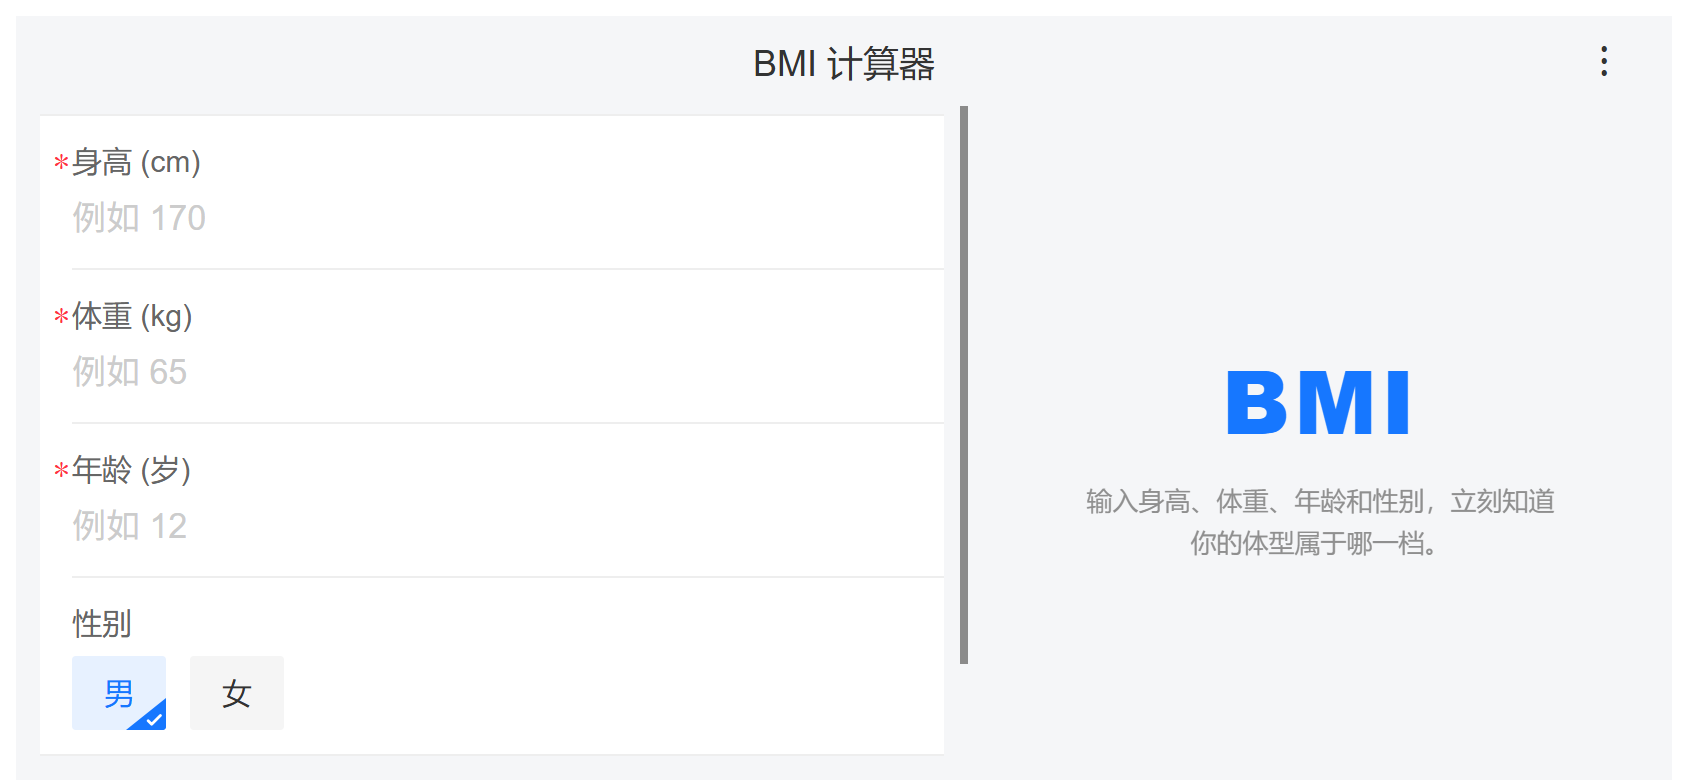 BMI 计算器
*身高 (cm)
例如 170
*体重 (kg)
例如 65
*年龄 (岁)
例如 12
性别
男 女
BMI
输入身高、体重、年龄和性别，立刻知道
你的体型属于哪一档。